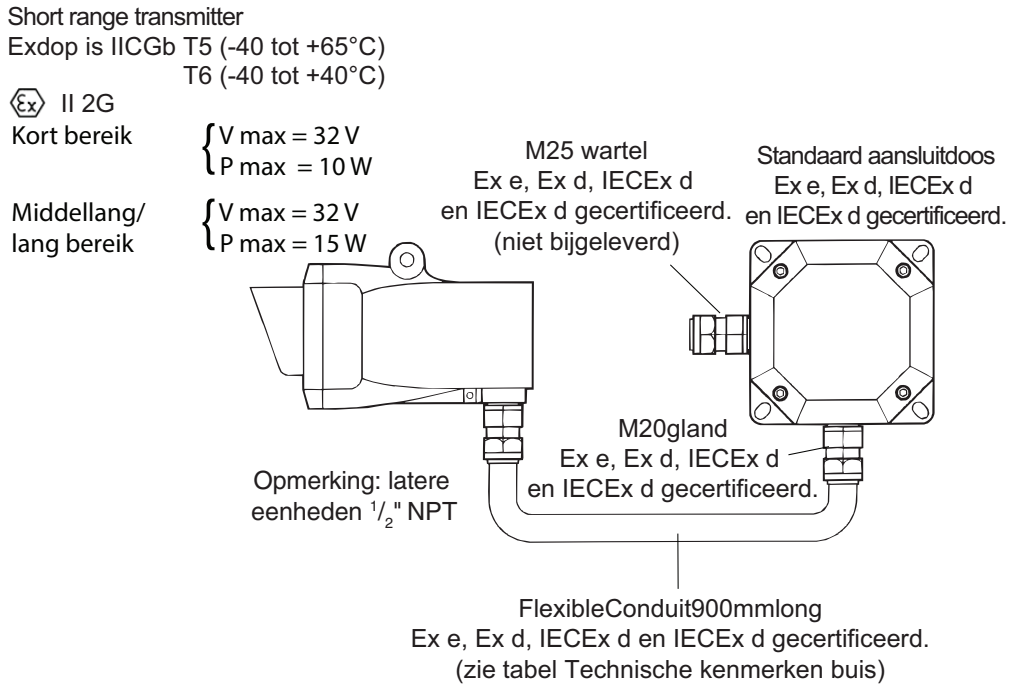 Short range transmitter
Exdop is IICGb T5 (-40 tot +65°C)
T6 (-40 tot +40°C)
Ex II 2G
Kort bereik { V max = 32 V
P max = 10 W
Middellang/ { V max = 32 V
lang bereik P max = 15 W
M25 wartel
Ex e, Ex d, IECEx d
en IECEx d gecertificeerd.
(niet bijgeleverd)
Standaard aansluitdoos
Ex e, Ex d, IECEx d
en IECEx d gecertificeerd.
M20gland
Ex e, Ex d, IECEx d
en IECEx d gecertificeerd.
Opmerking: latere
eenheden 1/2" NPT
FlexibleConduit900mmlong
Ex e, Ex d, IECEx d en IECEx d gecertificeerd.
(zie tabel Technische kenmerken buis)